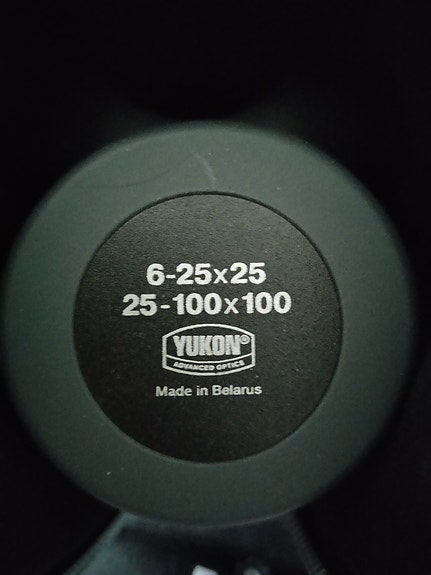 6-25x25
25-100x100
YUKON®
ADVANCED OPTICS
Made in Belarus